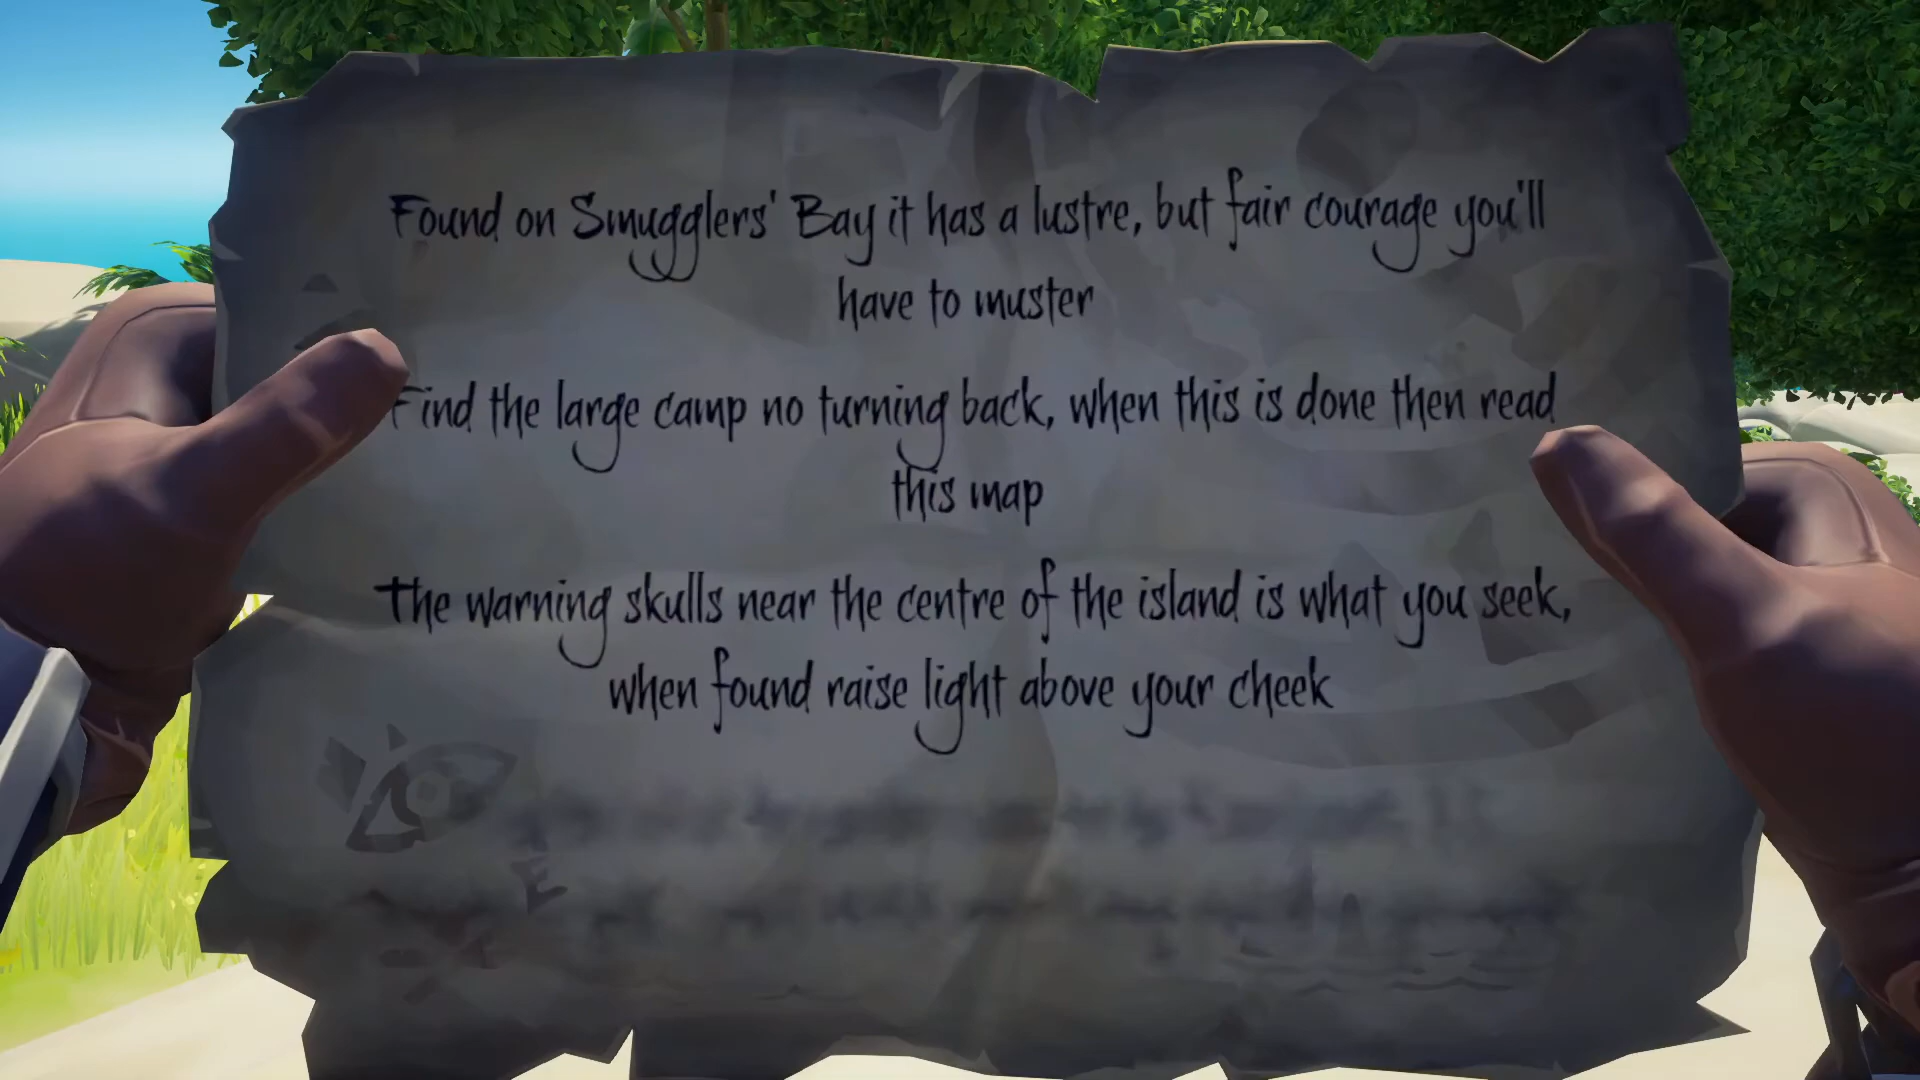 Found on Smugglers' Bay it has a lustre, but fair courage you'll
have to muster
Find the large camp no turning back, when this is done then read
this map
The warning skulls near the centre of the island is what you seek,
when found raise light above your cheek